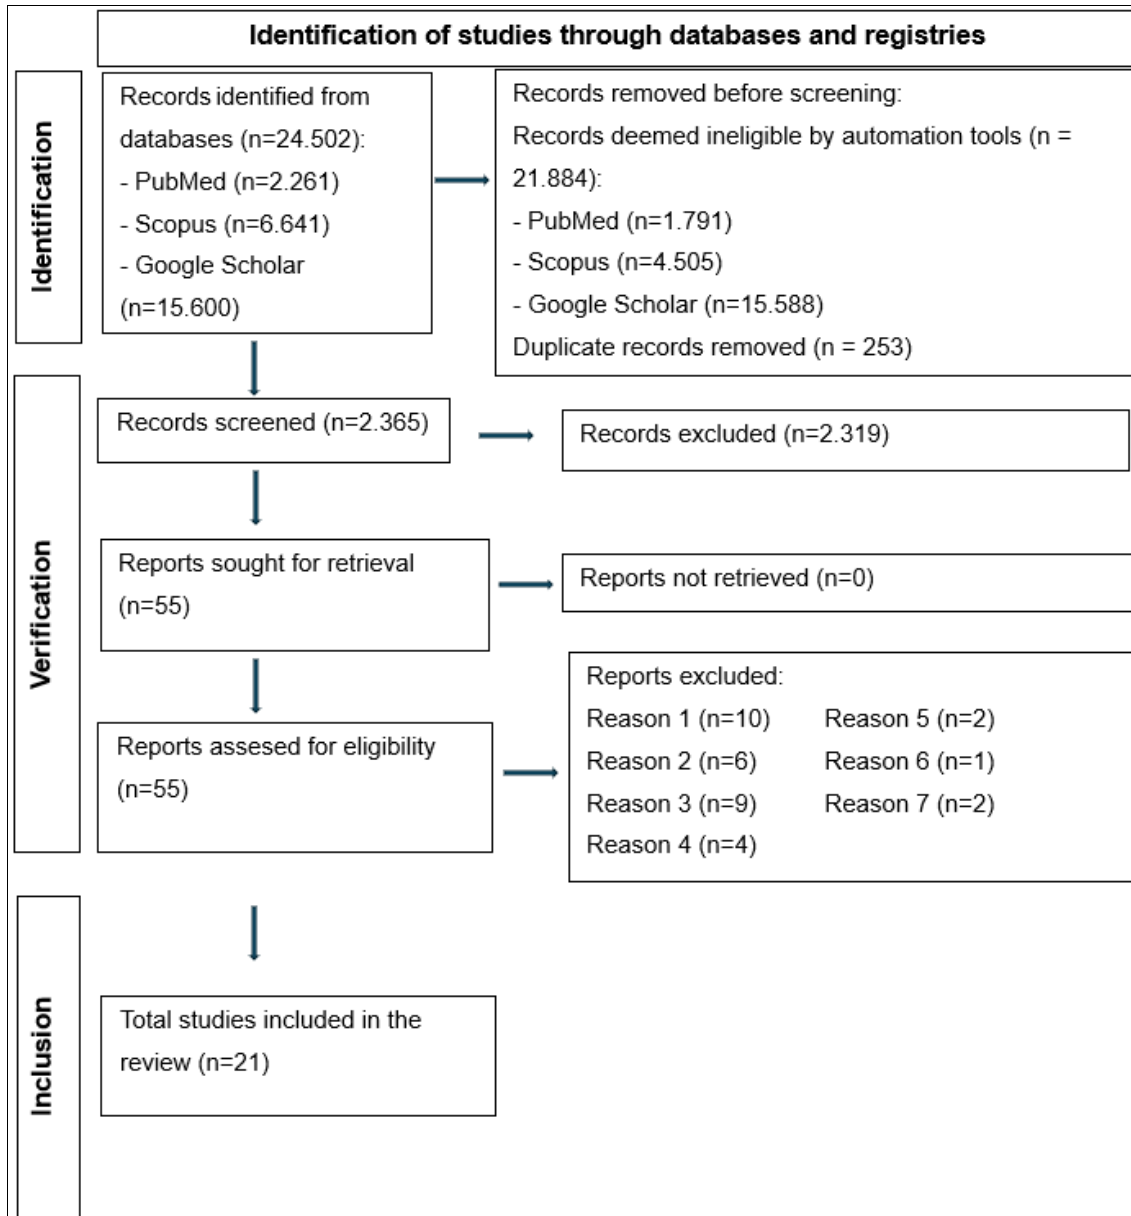 Identification of studies through databases and registries
Identification
Records identified from
databases (n=24.502):
- PubMed (n=2.261)
- Scopus (n=6.641)
- Google Scholar
(n=15.600)
Records removed before screening:
Records deemed ineligible by automation tools (n =
21.884):
- PubMed (n=1.791)
- Scopus (n=4.505)
- Google Scholar (n=15.588)
Duplicate records removed (n = 253)
Verification
Records screened (n=2.365)
Records excluded (n=2.319)
Reports sought for retrieval
(n=55)
Reports not retrieved (n=0)
Reports assesed for eligibility
(n=55)
Reports excluded:
Reason 1 (n=10)
Reason 2 (n=6)
Reason 3 (n=9)
Reason 4 (n=4)
Reason 5 (n=2)
Reason 6 (n=1)
Reason 7 (n=2)
Inclusion
Total studies included in the
review (n=21)